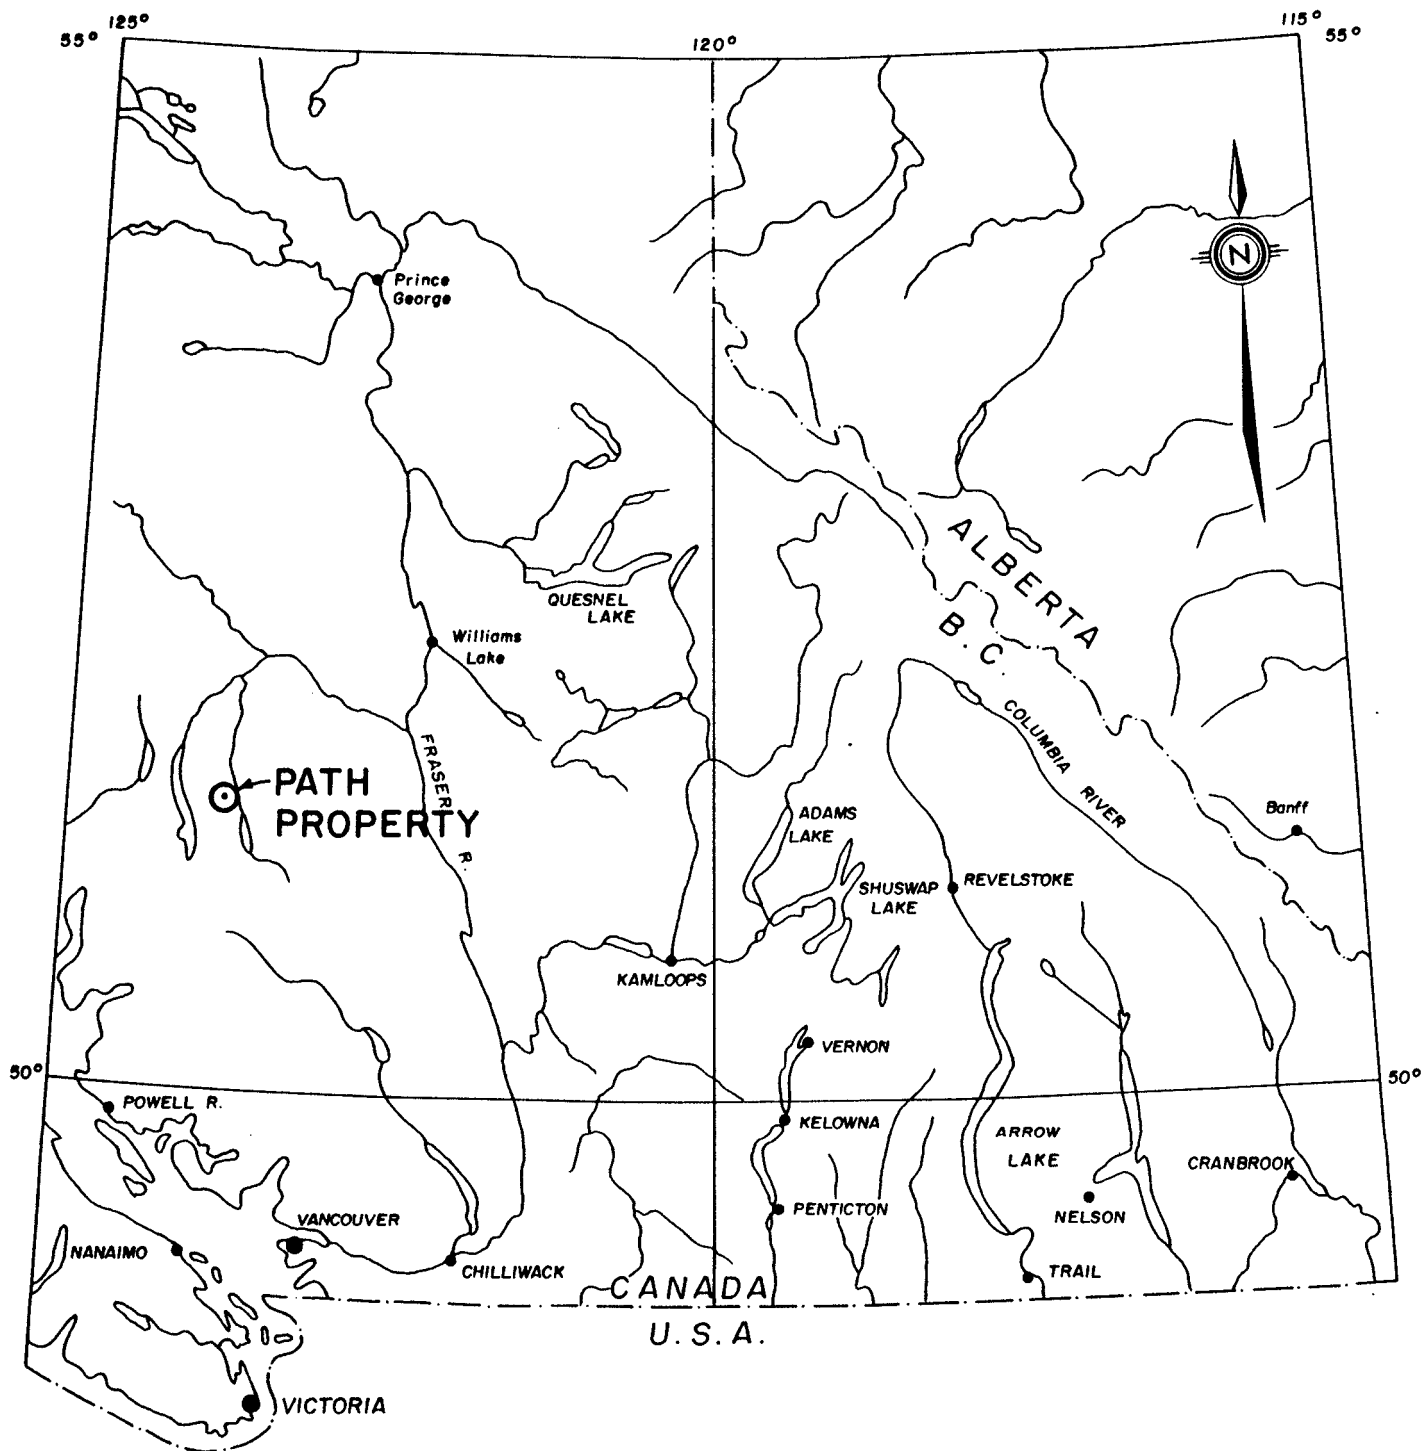 125°
55°
120°
115°
55°
N
Prince
George
ALBERTA
B.C.
QUESNEL
LAKE
Williams
Lake
COLUMBIA
RIVER
FRASER R.
PATH
PROPERTY
Banff
ADAMS
LAKE
SHUSWAP
LAKE
REVELSTOKE
KAMLOOPS
VERNON
50°
50°
POWELL R.
KELOWNA
ARROW
LAKE
CRANBROOK
PENTICTON
NELSON
VANCOUVER
NANAIMO
CHILLIWACK
TRAIL
CANADA
U.S.A.
VICTORIA